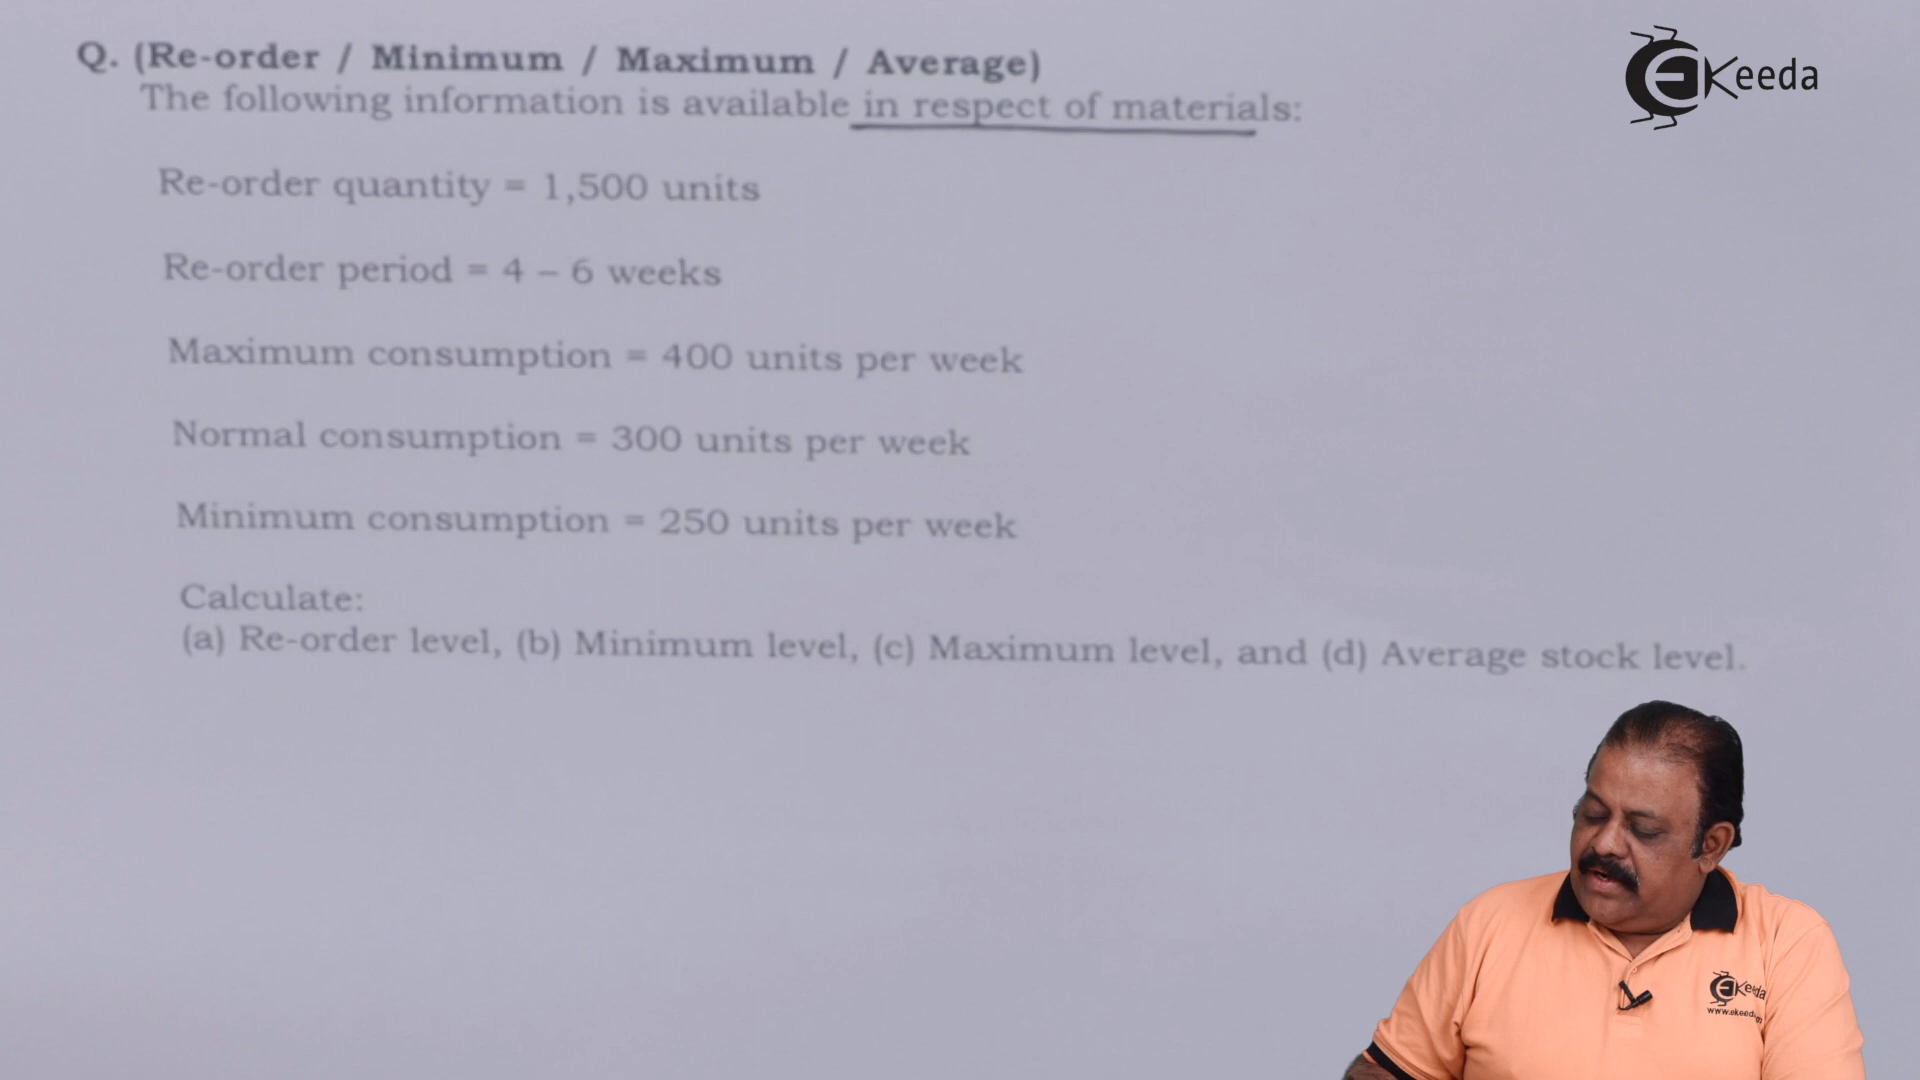 Q. (Re-order / Minimum / Maximum / Average)
The following information is available in respect of materials:
Re-order quantity = 1,500 units
Re-order period = 4 – 6 weeks
Maximum consumption = 400 units per week
Normal consumption = 300 units per week
Minimum consumption = 250 units per week
Calculate:
(a) Re-order level, (b) Minimum level, (c) Maximum level, and (d) Average stock level.
EKeeda
EKeeda